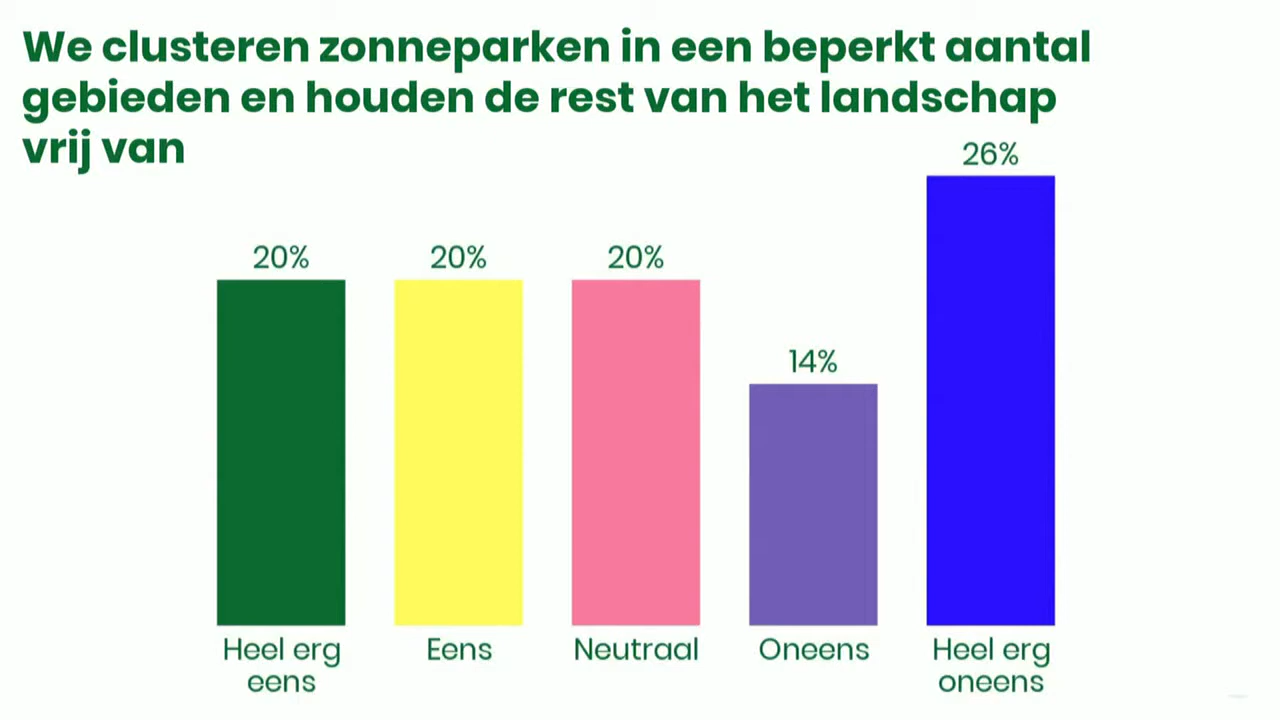 We clusteren zonneparken in een beperkt aantal
gebieden en houden de rest van het landschap
vrij van
26%
20% 20% 20%
14%
Heel erg eens
Eens
Neutraal
Oneens
Heel erg oneens